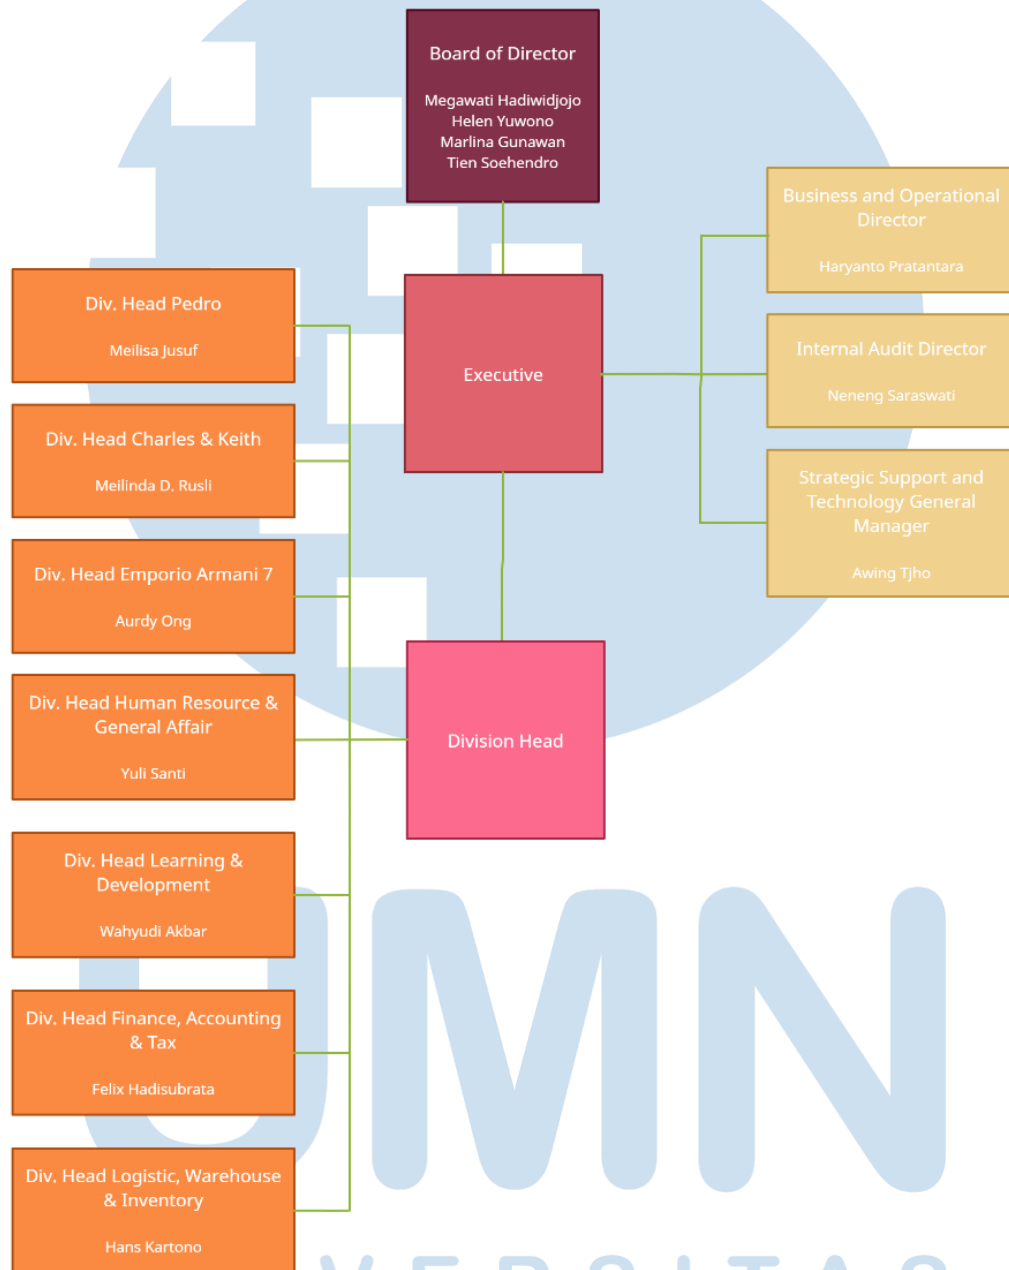 Board of Director
Megawati Hadiwidjojo
Helen Yuwono
Marlina Gunawan
Tien Soehendro
Business and Operational
Director
Haryanto Pratantara
Div. Head Pedro
Meilisa Jusuf
Executive
Internal Audit Director
Neneng Saraswati
Div. Head Charles & Keith
Meilinda D. Rusli
Strategic Support and
Technology General
Manager
Awing Tjho
Div. Head Emporio Armani 7
Aurdy Ong
Div. Head Human Resource &
General Affair
Yuli Santi
Division Head
Div. Head Learning &
Development
Wahyudi Akbar
UMN
Div. Head Finance, Accounting
& Tax
Felix Hadisubrata
Div. Head Logistic, Warehouse
& Inventory
Hans Kartono
VERSITAS